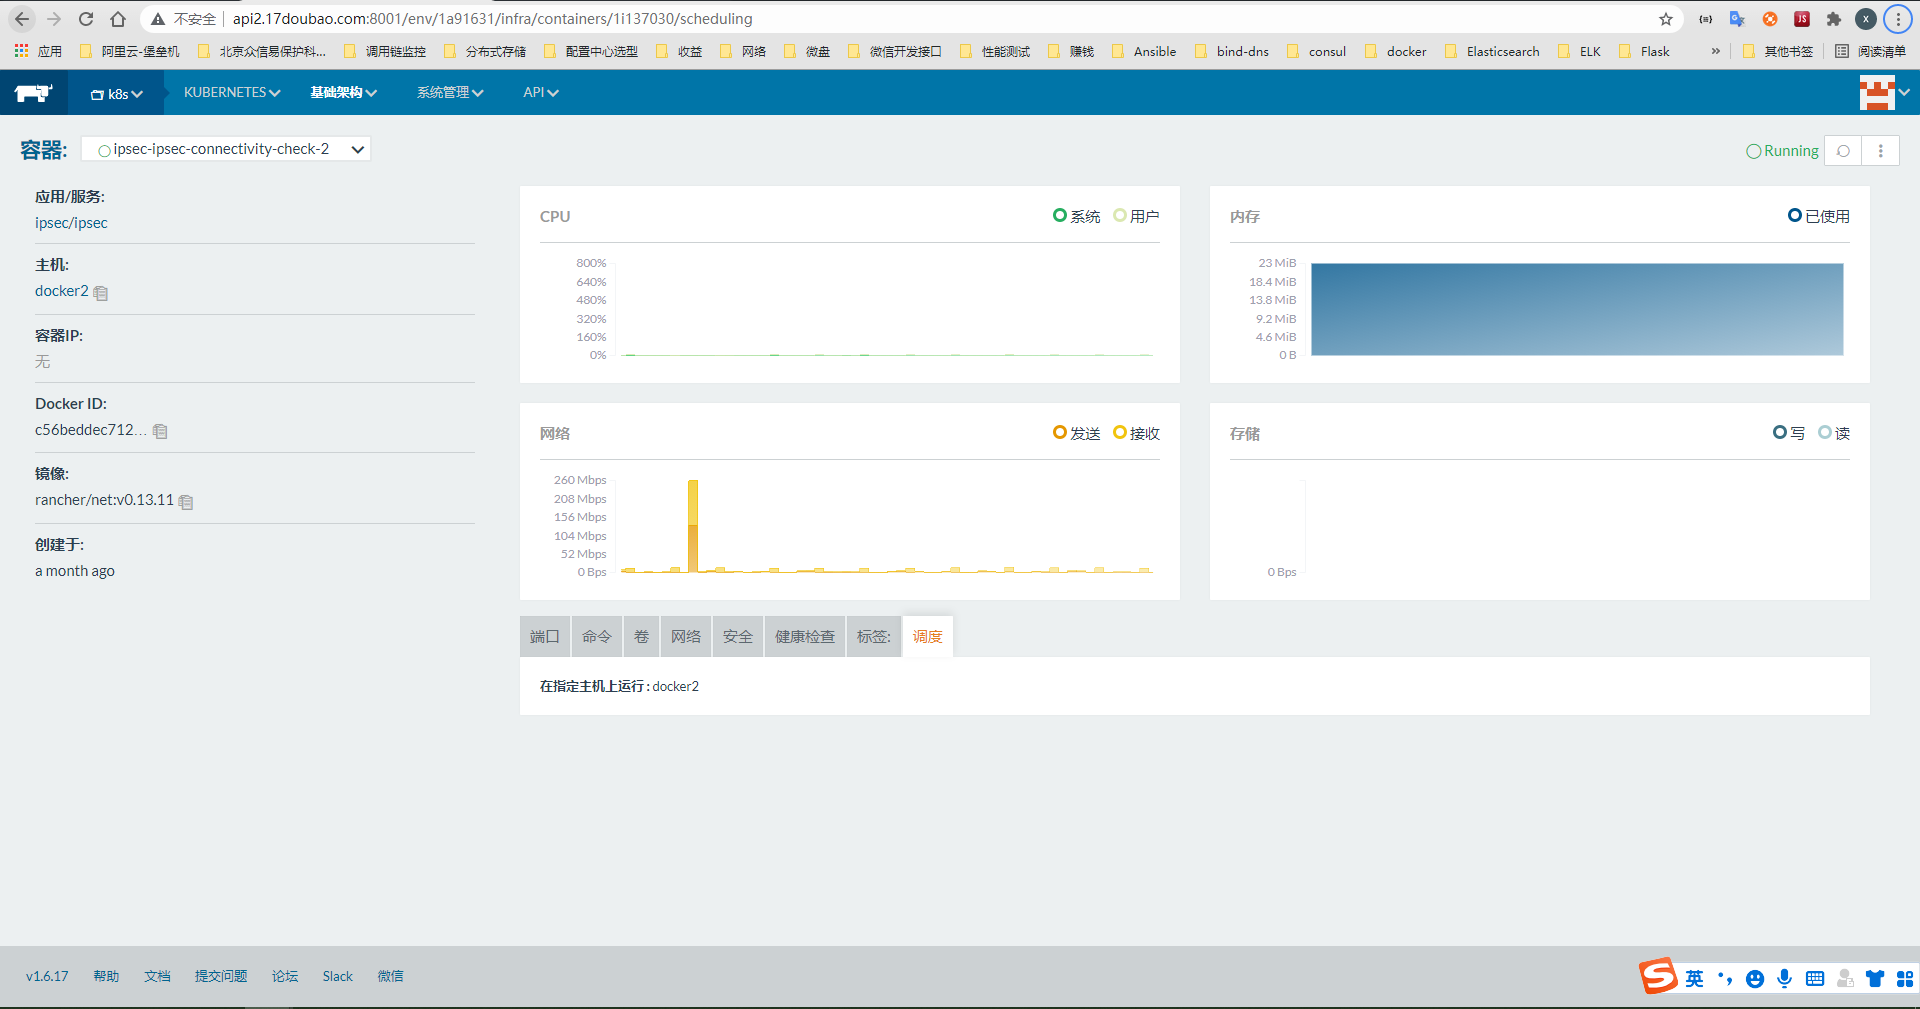 不安全 api2.17doubao.com:8001/env/1a91631/infra/containers/1i137030/scheduling
应用 阿里云-堡垒机 北京众信易保护科... 调用链监控 分布式存储 配置中心选型 收益 网络 微盘 微信开发接口 性能测试 赚钱 Ansible bind-dns consul docker Elasticsearch ELK Flask » 其他书签 阅读清单
k8s KUBERNETES 基础架构 系统管理 API
容器: ipsec-ipsec-connectivity-check-2 Running
应用/服务:
ipsec/ipsec
主机:
docker2
容器IP:
无
Docker ID:
c56beddec712...
镜像:
rancher/net:v0.13.11
创建于:
a month ago
CPU 系统 用户
800%
640%
480%
320%
160%
0%
内存 已使用
23 MiB
18.4 MiB
13.8 MiB
9.2 MiB
4.6 MiB
0 B
网络 发送 接收
260 Mbps
208 Mbps
156 Mbps
104 Mbps
52 Mbps
0 Bps
存储 写 读
0 Bps
端口 命令 卷 网络 安全 健康检查 标签: 调度
在指定主机上运行: docker2
v1.6.17 帮助 文档 提交问题 论坛 Slack 微信
英